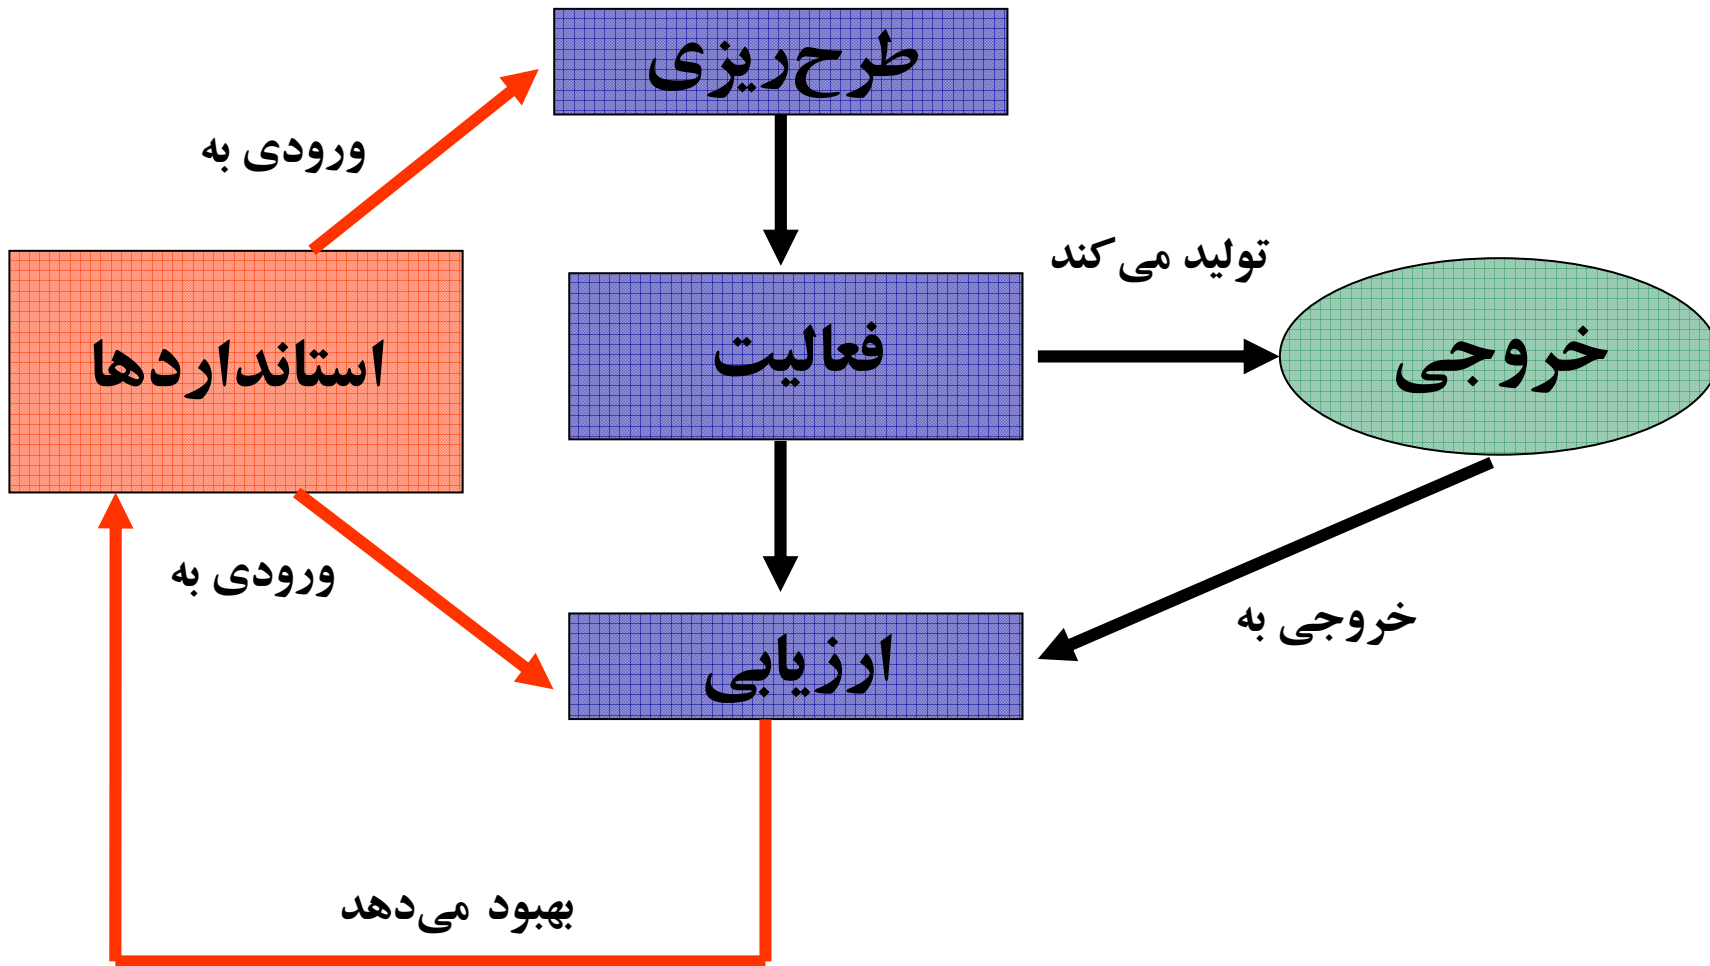 طرح‌ریزی
ورودی به
تولید می‌کند
استانداردها
فعالیت
خروجی
ورودی به
خروجی به
ارزیابی
بهبود می‌دهد